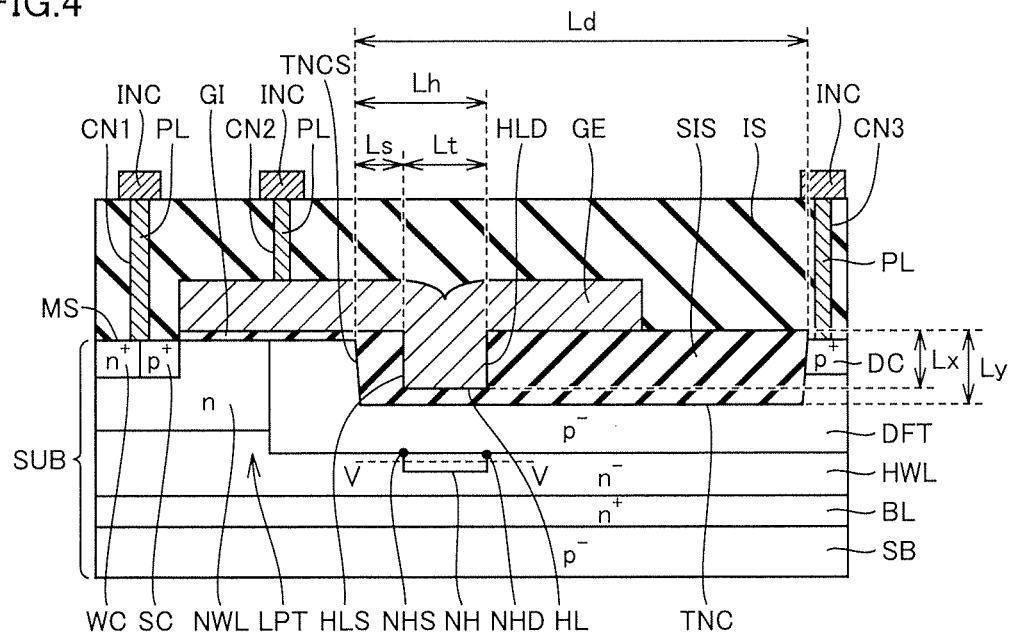 FIG.4
Ld
TNCS
Lh
INC GI INC INC
CN1 PL CN2 PL Ls Lt HLD GE SIS IS CN3
PL
MS
n+ p+ p+ DC Lx Ly
n
p- DFT
SUB V V n- HWL
n+ BL
p- SB
WC SC NWL LPT HLS NHS NH NHD HL TNC